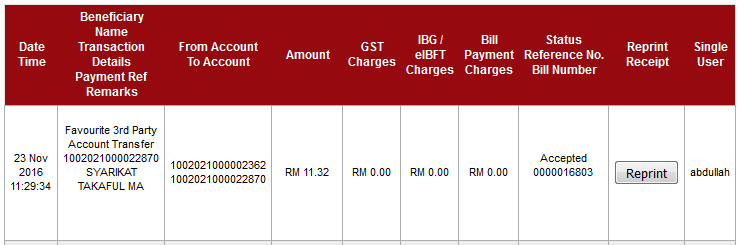 Date
Time
Beneficiary
Name
Transaction
Details
Payment Ref
Remarks
From Account
To Account
Amount
GST
Charges
IBG /
eIBFT
Charges
Bill
Payment
Charges
Status
Reference No.
Bill Number
Reprint
Receipt
Single
User
23 Nov
2016
11:29:34
Favourite 3rd Party
Account Transfer
1002021000022870
SYARIKAT
TAKAFUL MA
1002021000002362
1002021000022870
RM 11.32
RM 0.00
RM 0.00
RM 0.00
Accepted
0000016803
Reprint
abdullah